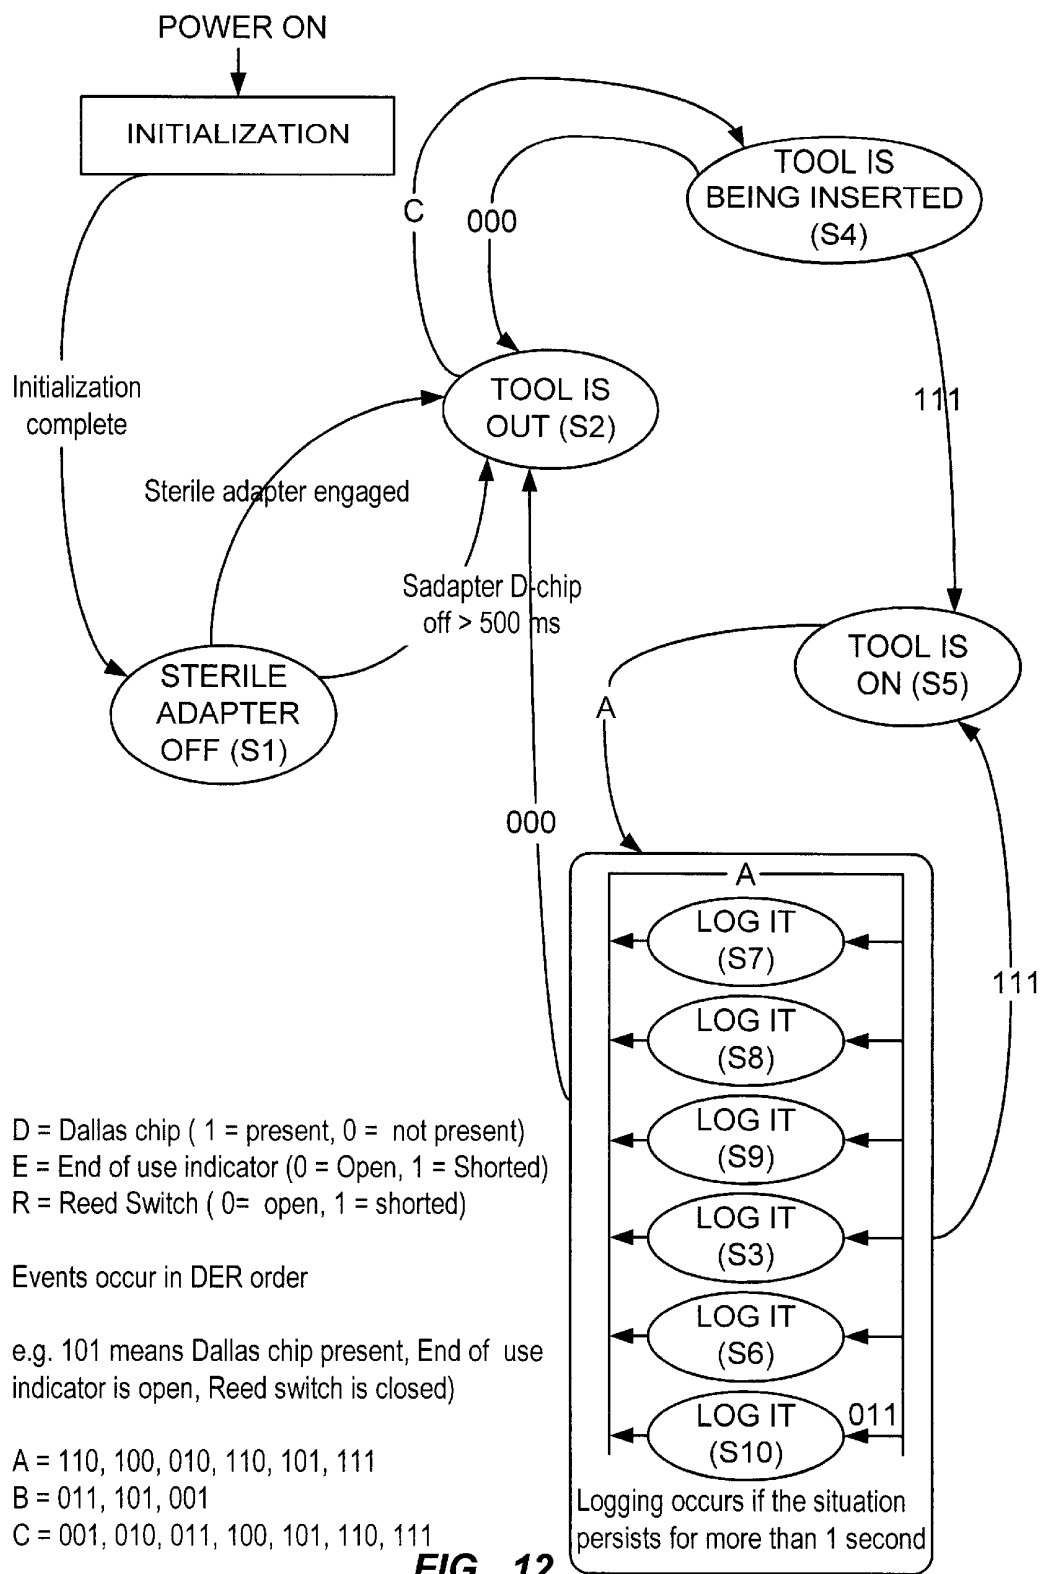 POWER ON
INITIALIZATION
TOOL IS
BEING INSERTED
(S4)
C
000
Initialization
complete
TOOL IS
OUT (S2)
111
Sterile adapter engaged
Sadapter D-chip
off > 500 ms
STERILE
ADAPTER
OFF (S1)
TOOL IS
ON (S5)
A
000
A
LOG IT
(S7)
111
LOG IT
(S8)
LOG IT
(S9)
LOG IT
(S3)
LOG IT
(S6)
LOG IT
(S10)
011
Logging occurs if the situation
persists for more than 1 second
D = Dallas chip ( 1 = present, 0 = not present)
E = End of use indicator (0 = Open, 1 = Shorted)
R = Reed Switch ( 0= open, 1 = shorted)
Events occur in DER order
e.g. 101 means Dallas chip present, End of use
indicator is open, Reed switch is closed)
A = 110, 100, 010, 110, 101, 111
B = 011, 101, 001
C = 001, 010, 011, 100, 101, 110, 111
FIG._12